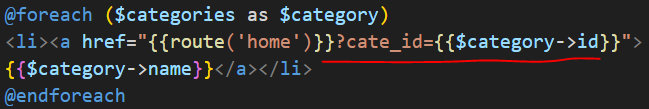 @foreach ($categories as $category)
<li><a href="{{route('home')}}?cate_id={{$category->id}}">
{{$category->name}}</a></li>
@endforeach